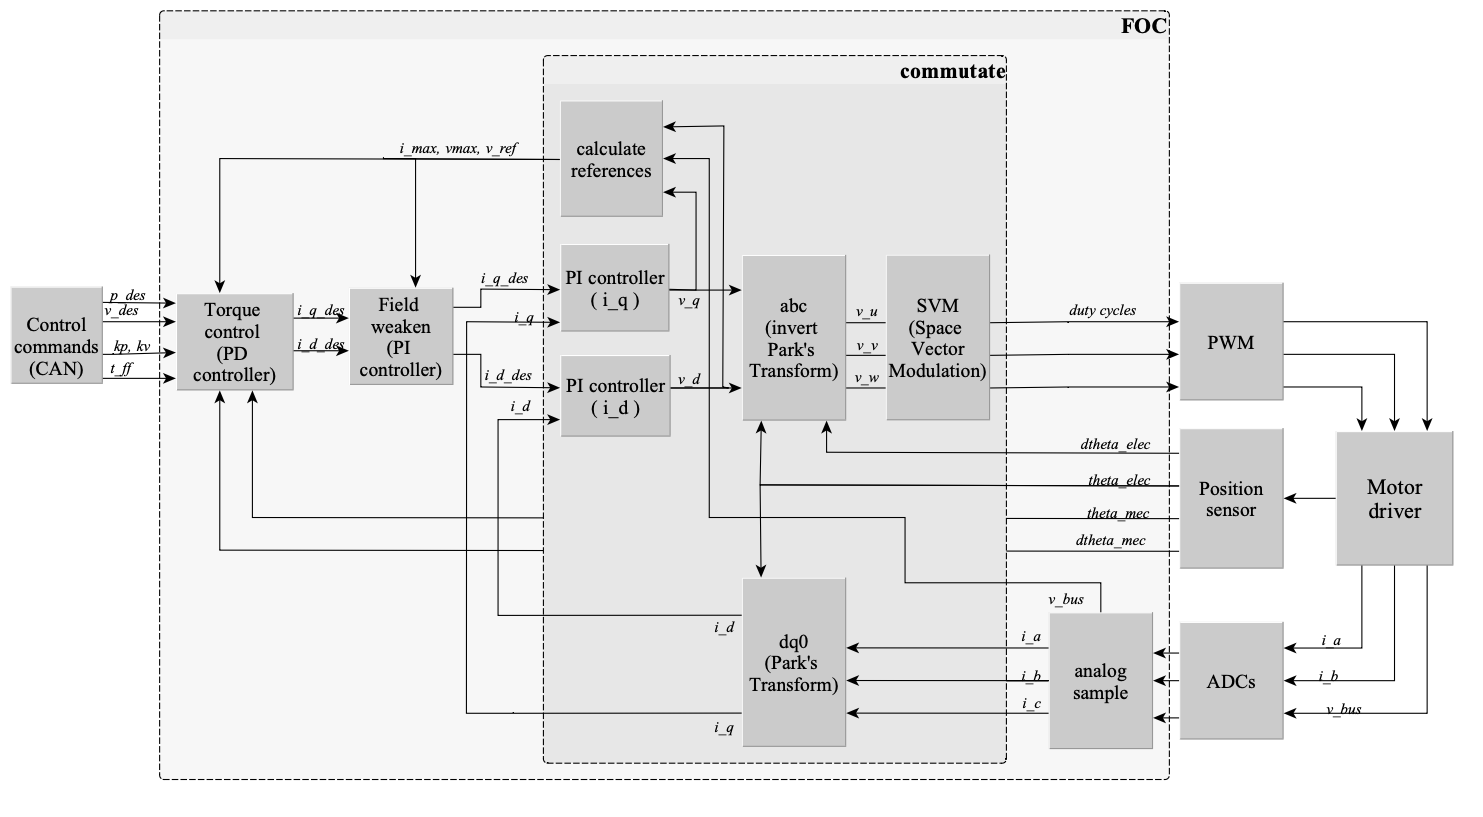 FOC
commutate
calculate
references
i_max, vmax, v_ref
PI controller
( i_q )
i_q_des
v_q
i_q
p_des
v_des
kp, kv
t_ff
Control
commands
(CAN)
Torque
control
(PD
controller)
i_q_des
i_d_des
Field
weaken
(PI
controller)
i_d_des
PI controller
( i_d )
v_d
i_d
abc
(invert
Park's
Transform)
v_u
v_v
v_w
SVM
(Space
Vector
Modulation)
duty cycles
PWM
dtheta_elec
theta_elec
theta_mec
dtheta_mec
Position
sensor
Motor
driver
v_bus
i_d
dq0
(Park's
Transform)
i_q
i_a
i_b
i_c
analog
sample
ADCs
i_a
i_b
v_bus